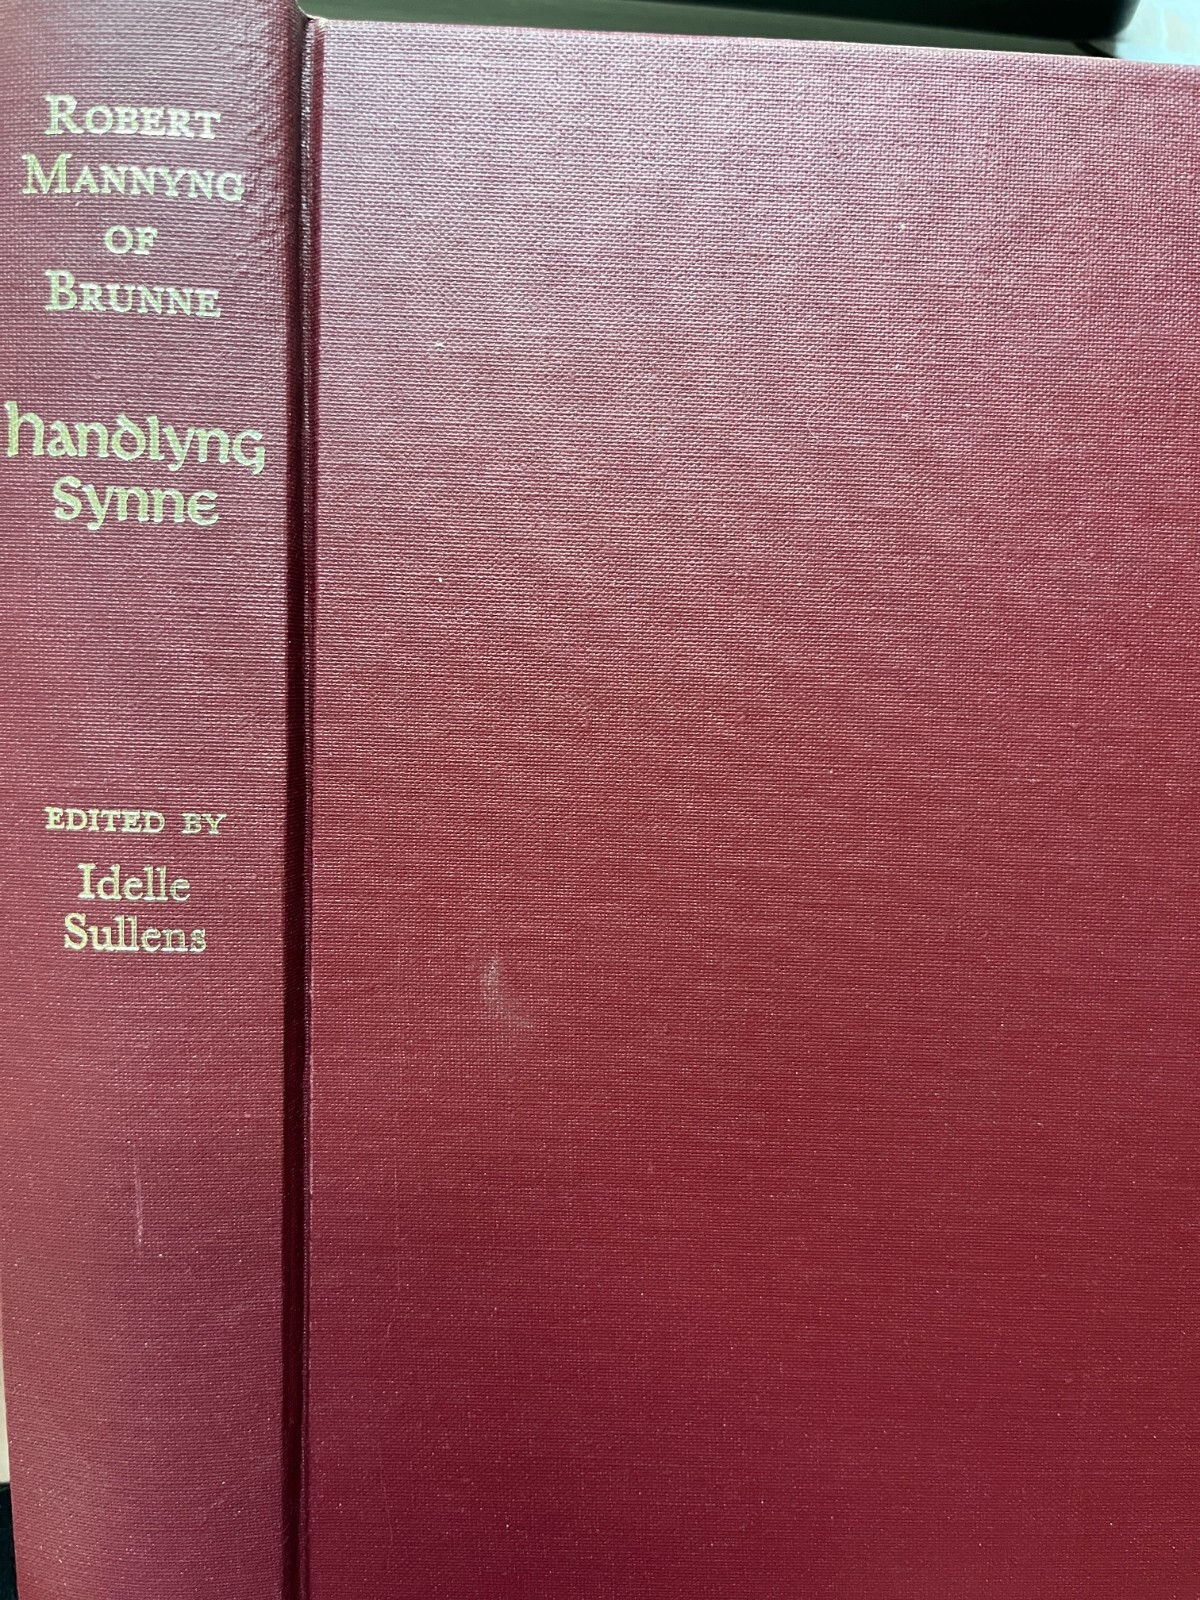 ROBERT
MANNYNG
OF
BRUNNE
handlyng
synne
EDITED BY
Idelle
Sullens